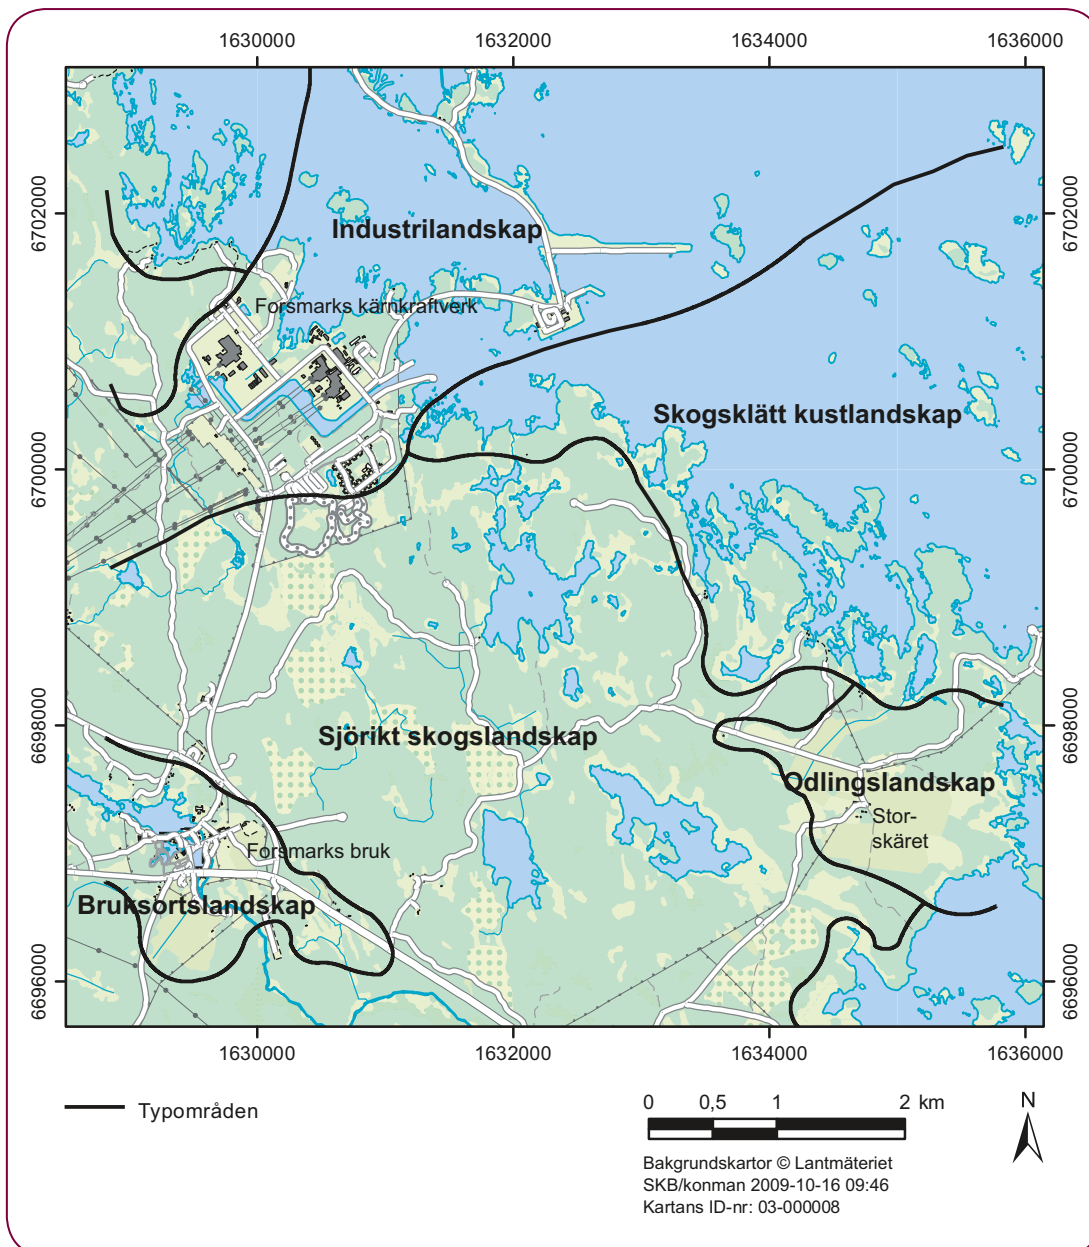 1630000
1632000
1634000
1636000
6702000
6702000
Industrilandskap
Forsmarks kärnkraftverk
Skogsklätt kustlandskap
6700000
6700000
Sjörikt skogslandskap
6698000
6698000
Odlingslandskap
Stor-
skäret
Forsmarks bruk
Bruksortslandskap
6696000
6696000
1630000
1632000
1634000
1636000
Typområden
0 0,5 1 2 km
N
Bakgrundskartor © Lantmäteriet
SKB/konman 2009-10-16 09:46
Kartans ID-nr: 03-000008